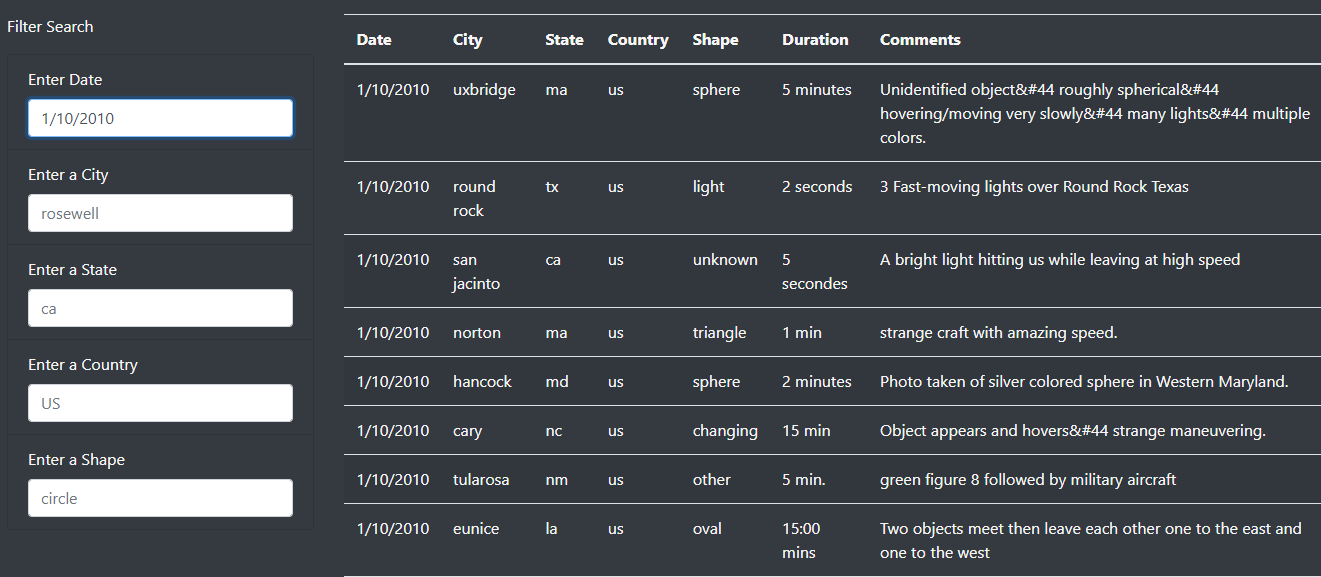 Filter Search
Enter Date
1/10/2010
Enter a City
rosewell
Enter a State
ca
Enter a Country
US
Enter a Shape
circle
Date City State Country Shape Duration Comments
1/10/2010 uxbridge ma us sphere 5 minutes Unidentified object&#44 roughly spherical&#44
hovering/moving very slowly&#44 many lights&#44 multiple
colors.
1/10/2010 round tx us light 2 seconds 3 Fast-moving lights over Round Rock Texas
rock
1/10/2010 san ca us unknown 5 A bright light hitting us while leaving at high speed
jacinto secondes
1/10/2010 norton ma us triangle 1 min strange craft with amazing speed.
1/10/2010 hancock md us sphere 2 minutes Photo taken of silver colored sphere in Western Maryland.
1/10/2010 cary nc us changing 15 min Object appears and hovers&#44 strange maneuvering.
1/10/2010 tularosa nm us other 5 min. green figure 8 followed by military aircraft
1/10/2010 eunice la us oval 15:00 Two objects meet then leave each other one to the east and
mins one to the west